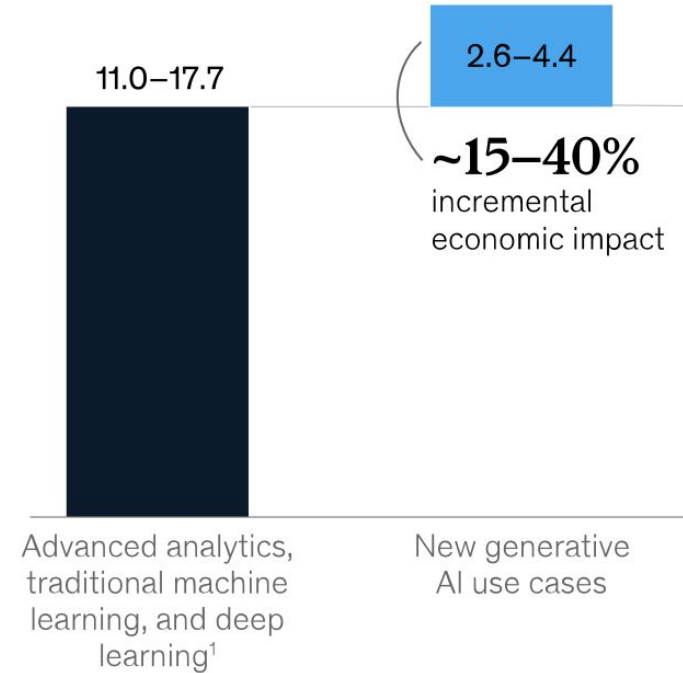 11.0–17.7
2.6–4.4
~15–40%
incremental
economic impact
Advanced analytics,
traditional machine
learning, and deep
learning¹
New generative
AI use cases